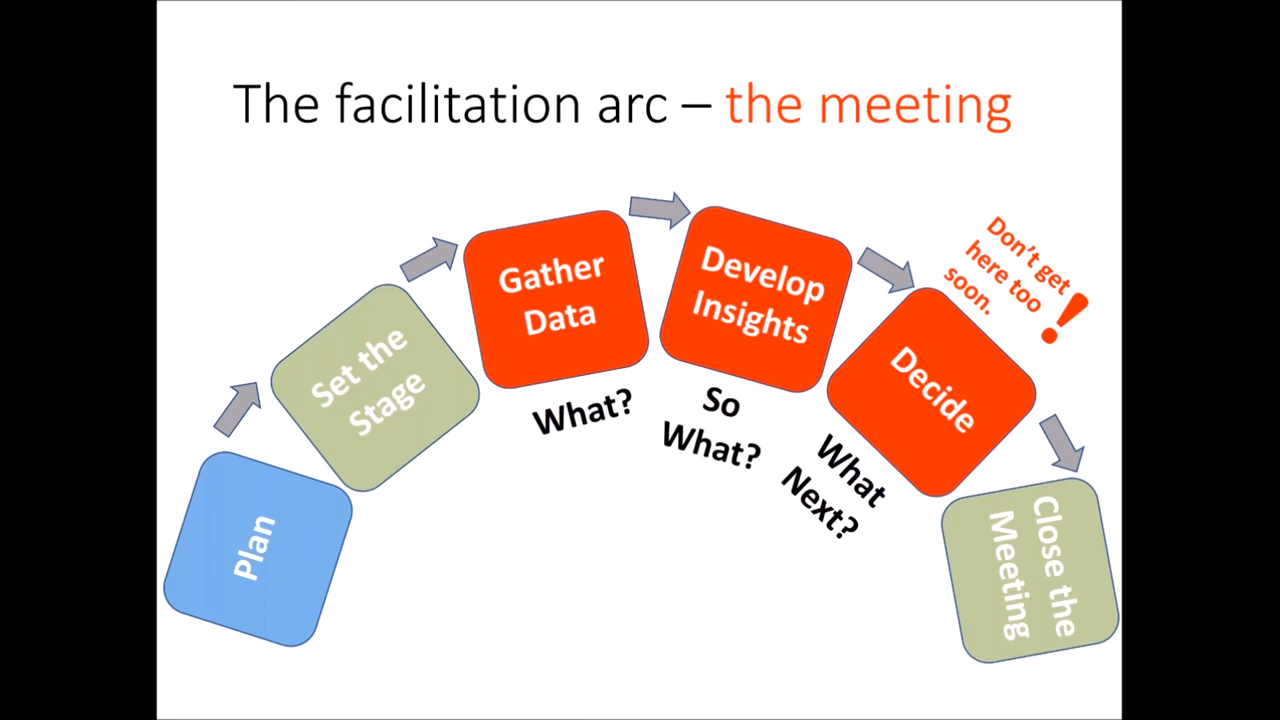 The facilitation arc – the meeting
Plan
Set the
Stage
Gather
Data
What?
Develop
Insights
So
What?
Decide
What
Next?
Don't get
here too
soon.
!
Close the
Meeting